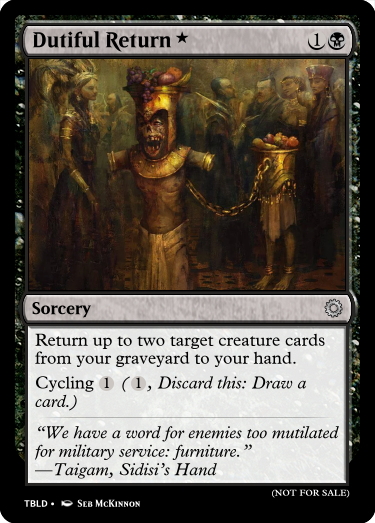 Dutiful Return ★ 1
Sorcery
Return up to two target creature cards
from your graveyard to your hand.
Cycling 1 ( 1, Discard this: Draw a
card.)
“We have a word for enemies too mutilated
for military service: furniture.”
—Taigam, Sidisi’s Hand
(NOT FOR SALE)
TBLD • Seb McKinnon